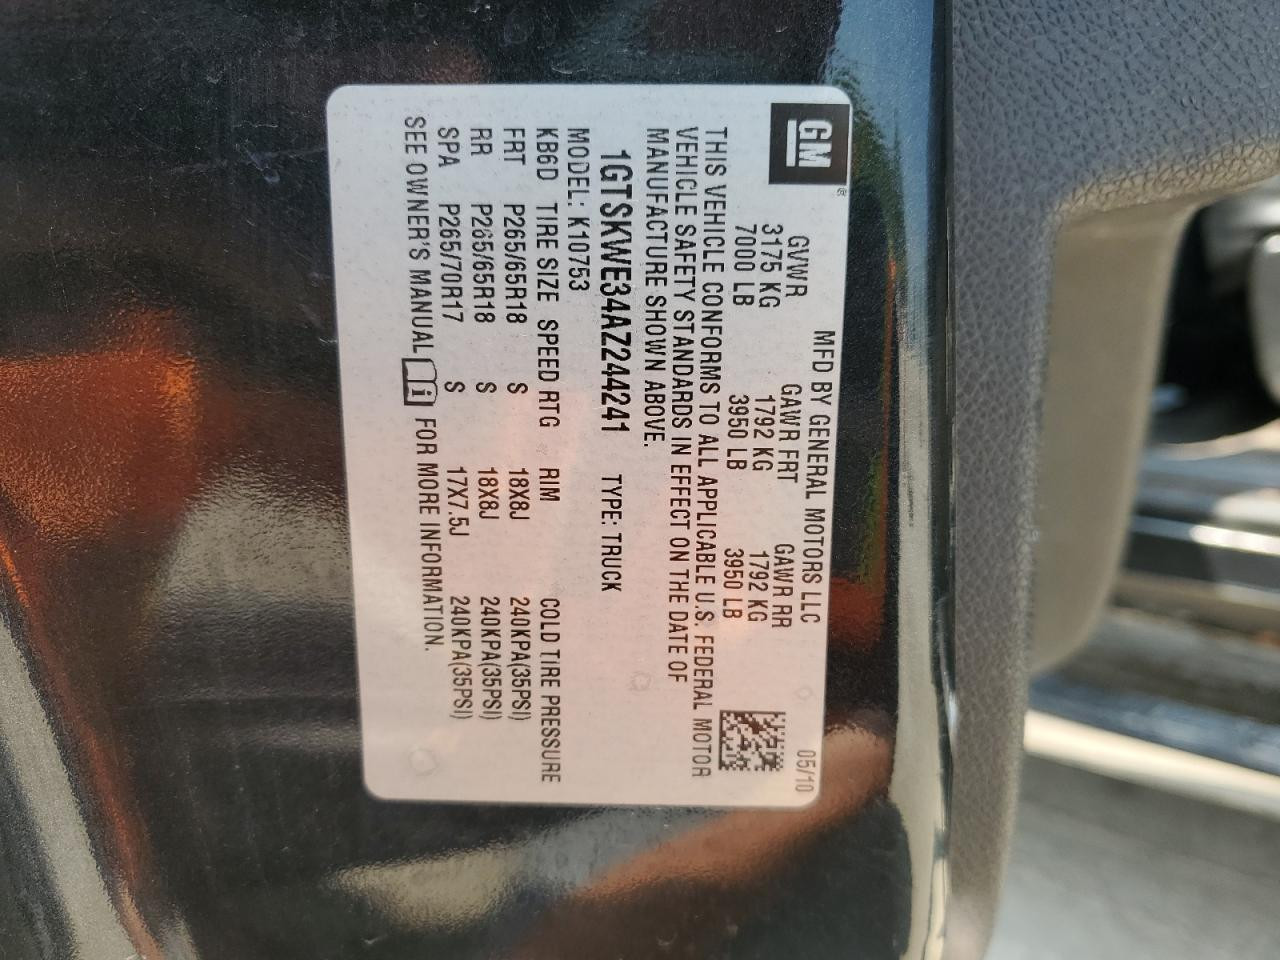 GM ®
MFD BY GENERAL MOTORS LLC 05/10
GVWR GAWR FRT GAWR RR
3175 KG 1792 KG 1792 KG
7000 LB 3950 LB 3950 LB
THIS VEHICLE CONFORMS TO ALL APPLICABLE U.S. FEDERAL MOTOR
VEHICLE SAFETY STANDARDS IN EFFECT ON THE DATE OF
MANUFACTURE SHOWN ABOVE.
1GTSKWE34AZ244241 TYPE: TRUCK
MODEL: K10753
KB6D TIRE SIZE SPEED RTG RIM COLD TIRE PRESSURE
FRT P265/65R18 S 18X8J 240KPA(35PSI)
RR P265/65R18 S 18X8J 240KPA(35PSI)
SPA P265/70R17 S 17X7.5J 240KPA(35PSI)
SEE OWNER'S MANUAL i FOR MORE INFORMATION.